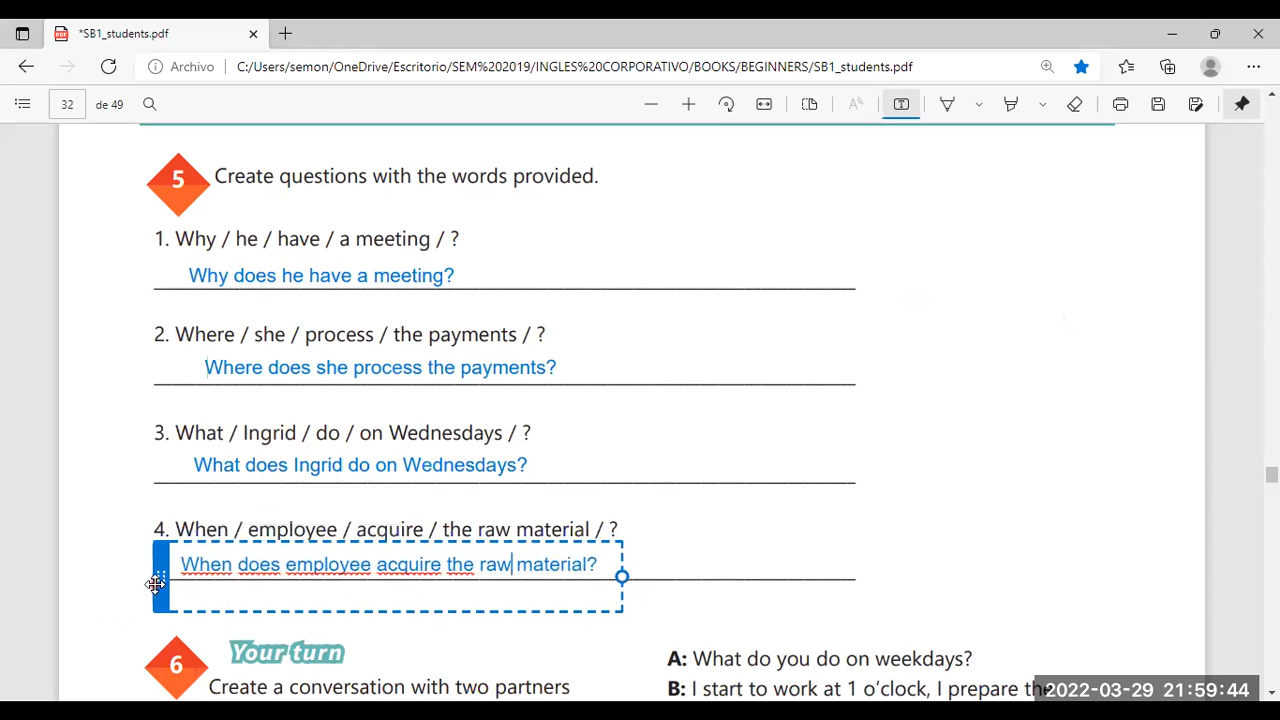 *SB1_students.pdf
Archivo
C:/Users/semon/OneDrive/Escritorio/SEM%202019/INGLES%20CORPORATIVO/BOOKS/BEGINNERS/SB1_students.pdf
32 de 49
5 Create questions with the words provided.
1. Why / he / have / a meeting / ?
Why does he have a meeting?
2. Where / she / process / the payments / ?
Where does she process the payments?
3. What / Ingrid / do / on Wednesdays / ?
What does Ingrid do on Wednesdays?
4. When / employee / acquire / the raw material / ?
When does employee acquire the raw material?
6 Your turn
Create a conversation with two partners
A: What do you do on weekdays?
B: I start to work at 1 o'clock, I prepare the
2022-03-29 21:59:44